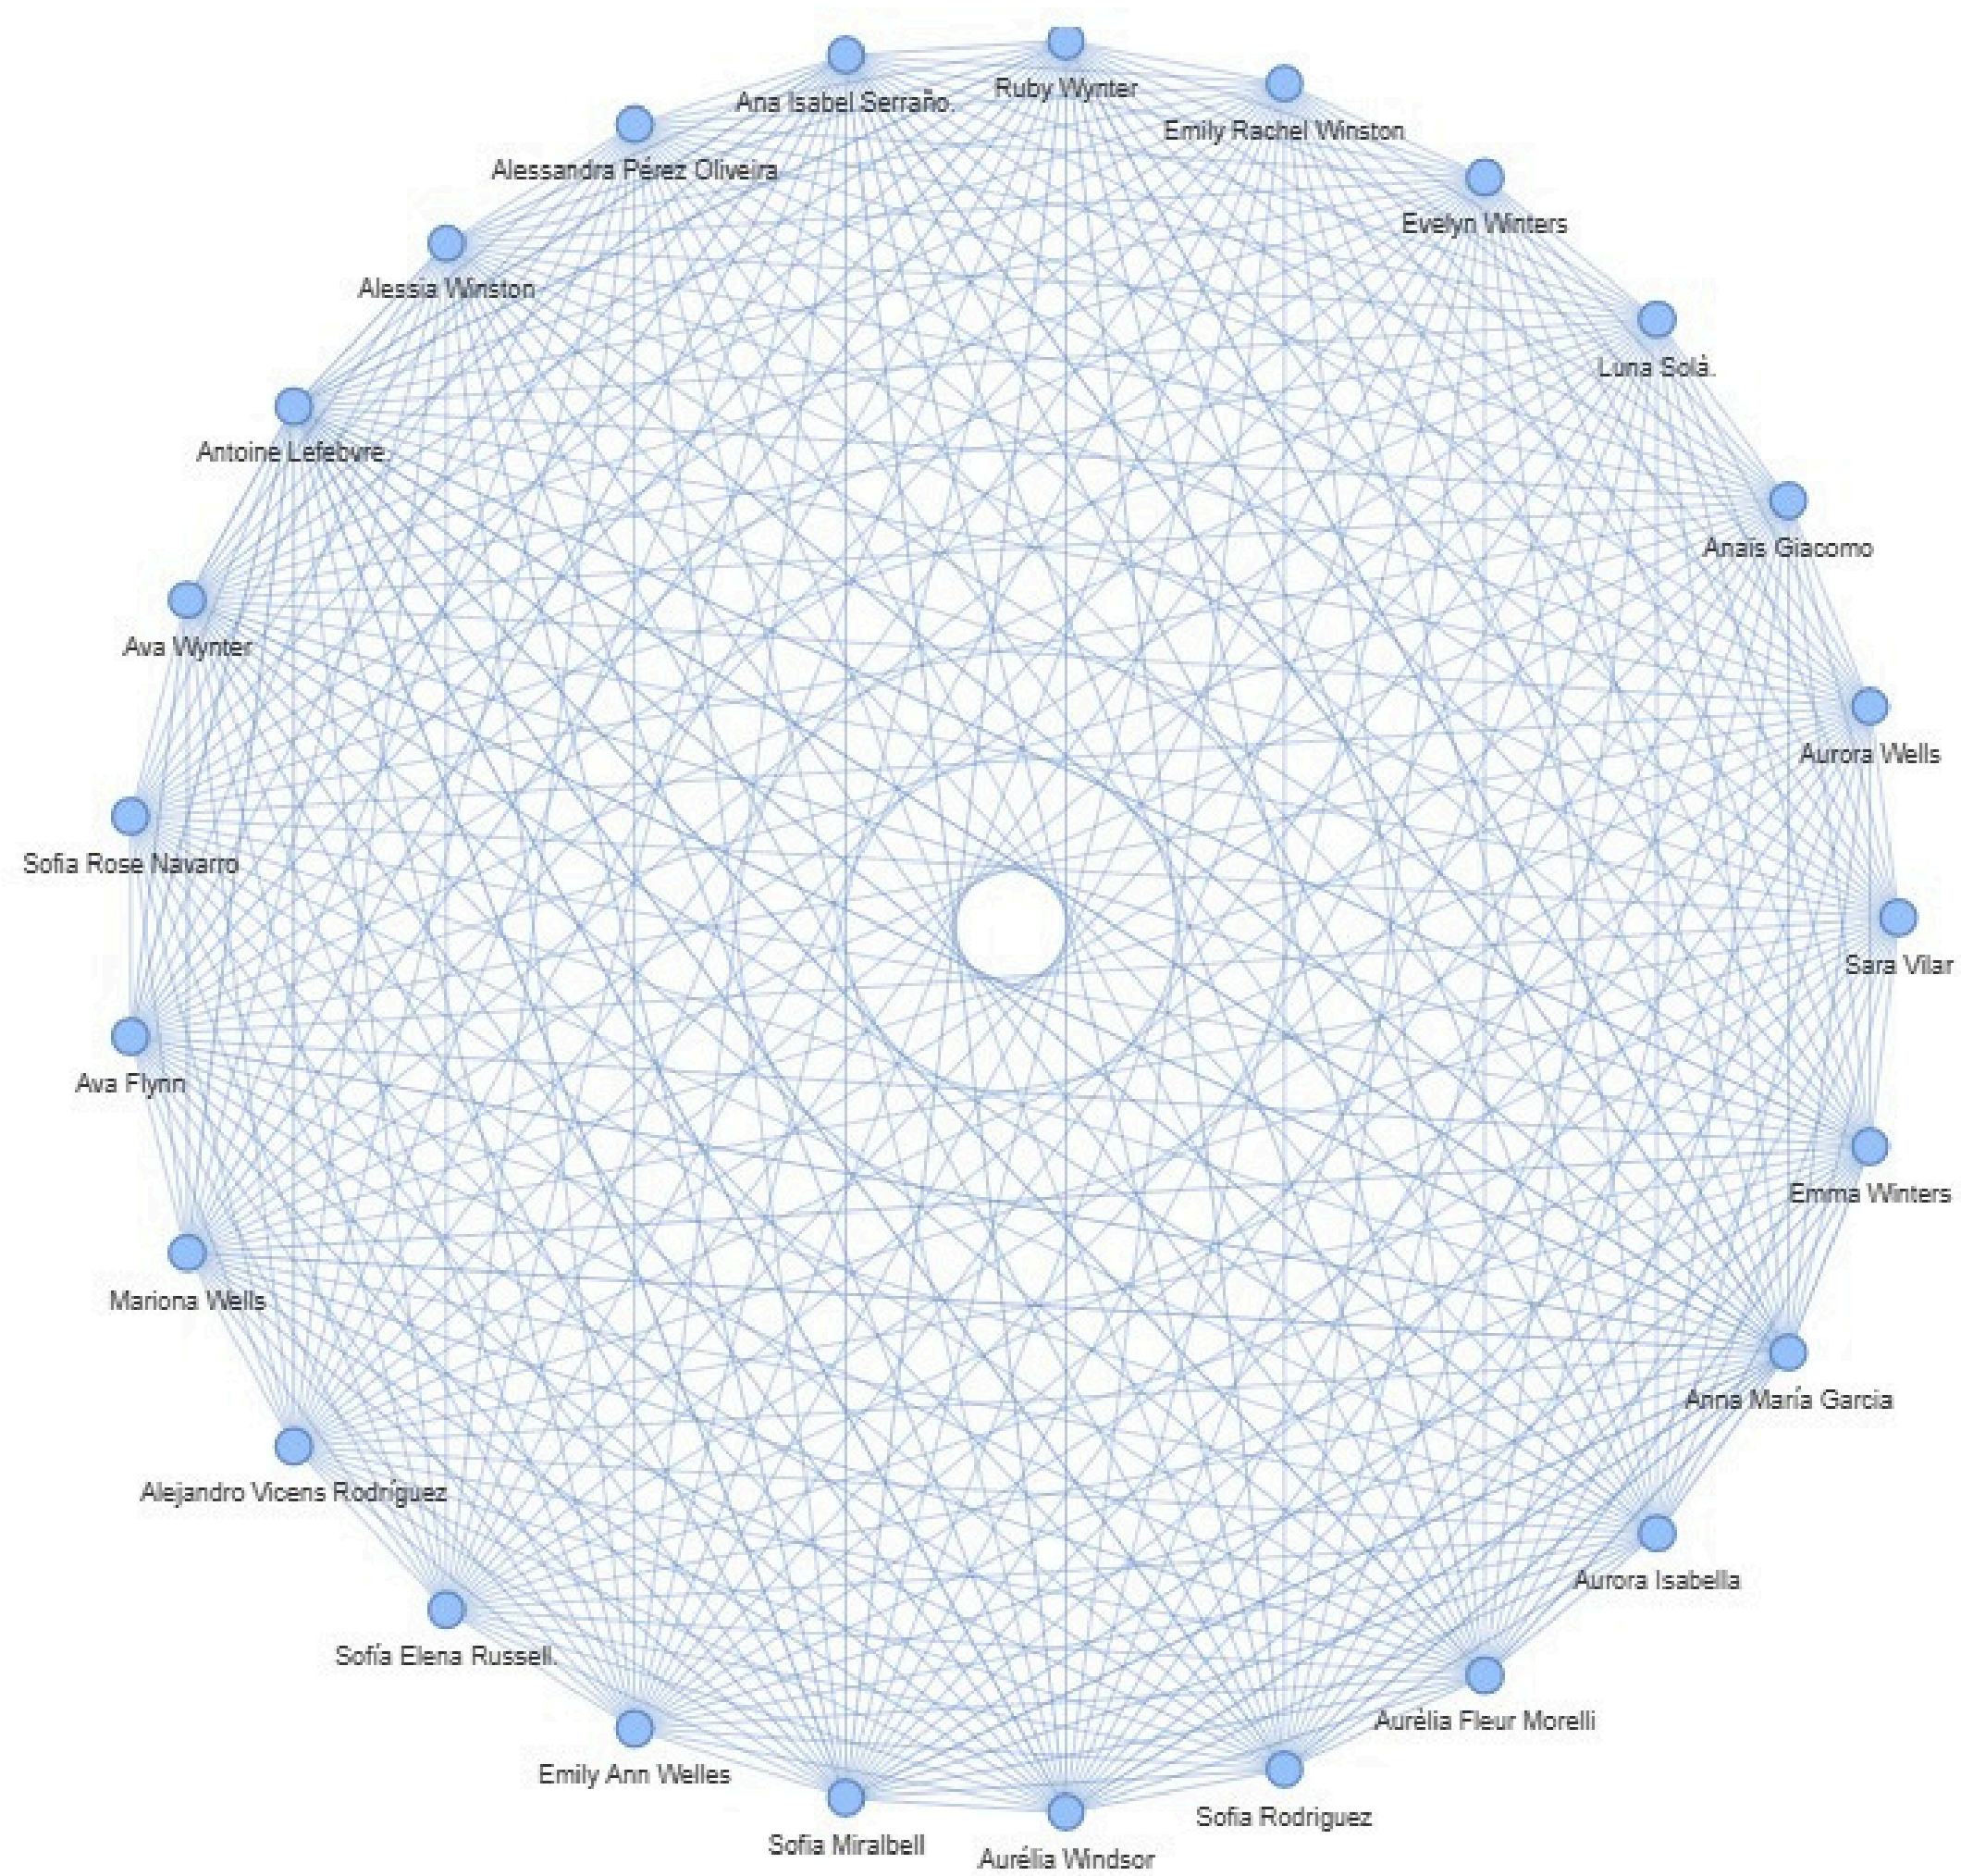 Ruby Wynter
Ana Isabel Serraño.
Emily Rachel Winston
Alessandra Pérez Oliveira
Evelyn Winters
Alessia Winston
Luna Solà.
Antoine Lefebvre.
Anaïs Giacomo
Ava Wynter
Aurora Wells
Sofia Rose Navarro
Sara Vilar
Ava Flynn
Emma Winters
Mariona Wells
Anna María Garcia
Alejandro Vicens Rodríguez
Aurora Isabella
Sofía Elena Russell.
Aurèlia Fleur Morelli
Emily Ann Welles
Sofia Rodriguez
Sofia Miralbell
Aurélia Windsor